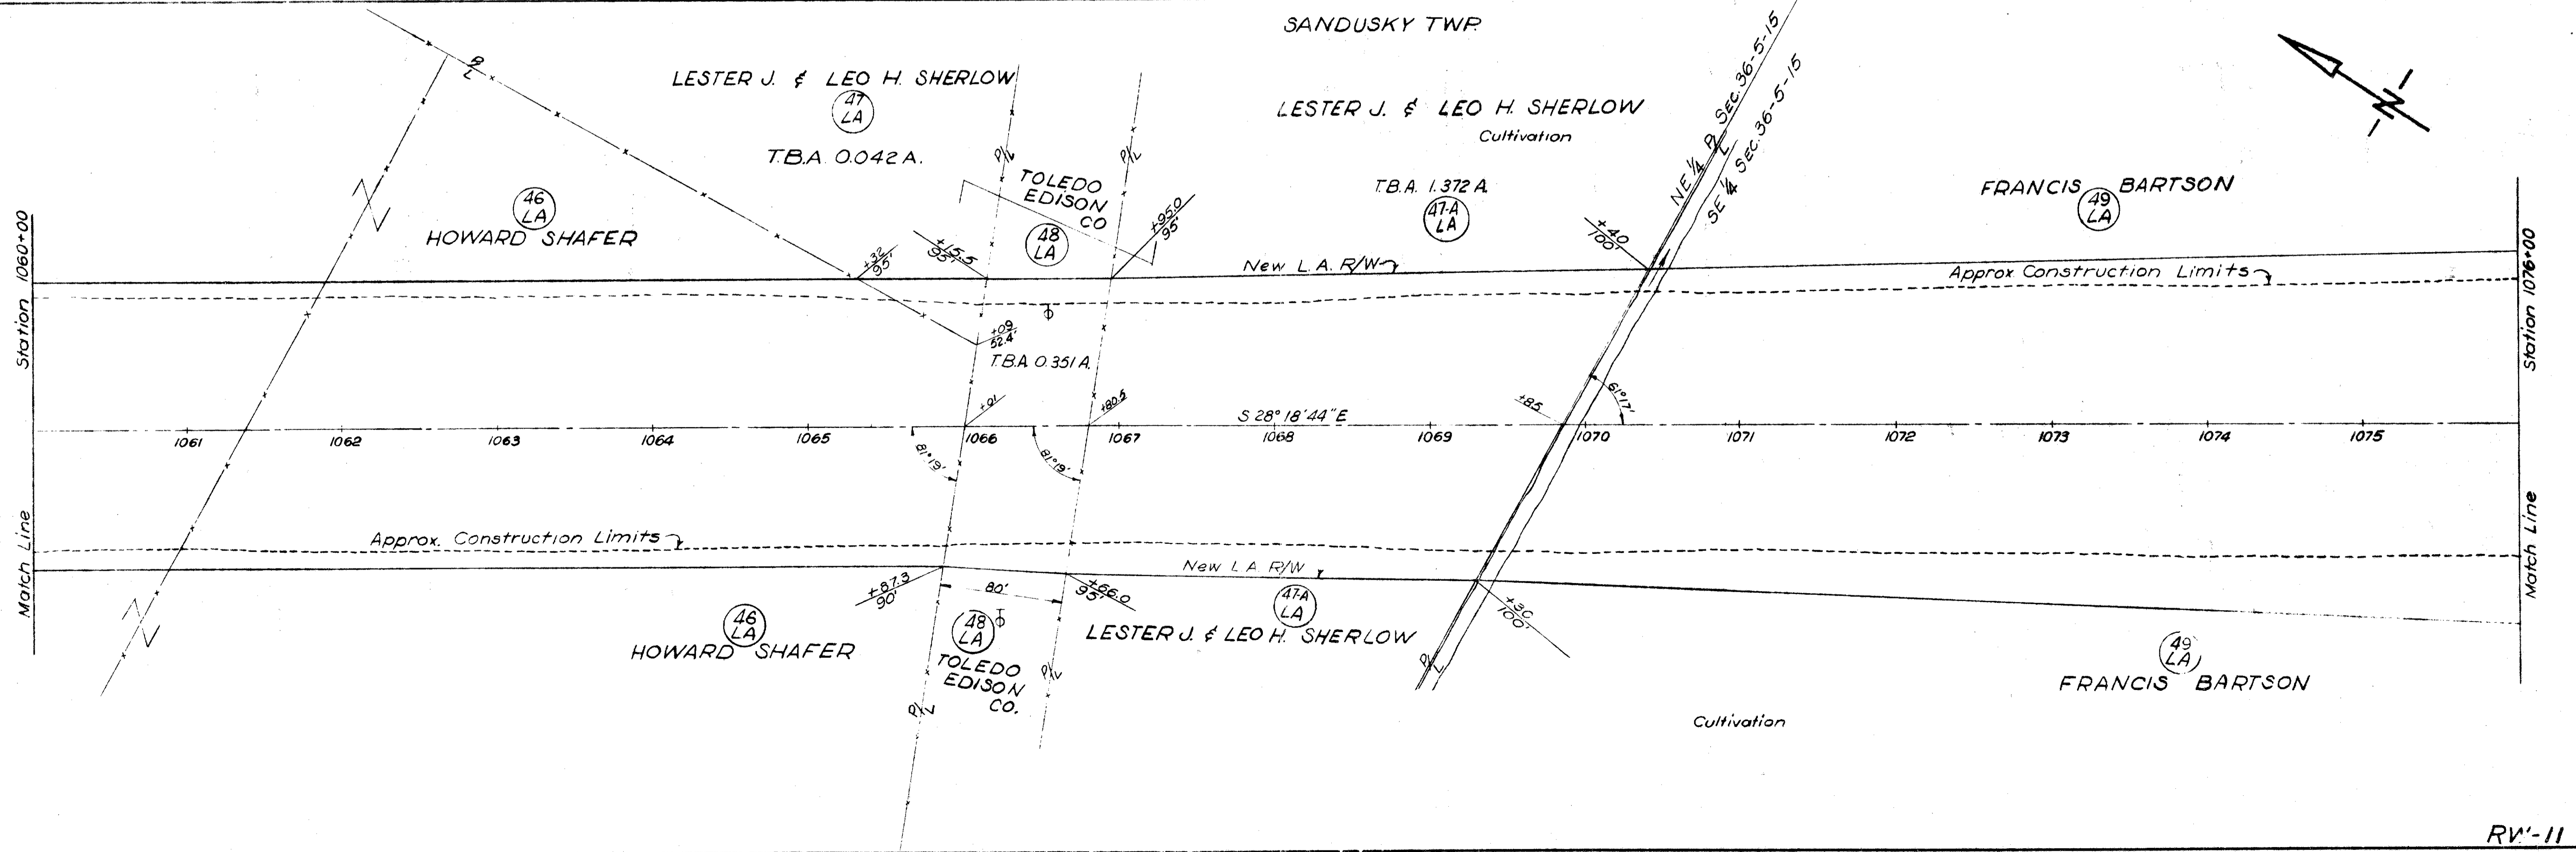 SANDUSKY TWP.
LESTER J. & LEO H. SHERLOW
47
LA
T.B.A. 0.042 A.
P/L
46
LA
HOWARD SHAFER
P/L
TOLEDO
EDISON
CO
48
LA
P/L
LESTER J. & LEO H. SHERLOW
Cultivation
T.B.A. 1.372 A.
47-A
LA
NE 1/4 P/L SEC. 36-5-15
SE 1/4 SEC. 36-5-15
FRANCIS BARTSON
49
LA
N
Station 1060+00
Match Line
+32
95'
+15.5
95'
+95.0
95'
New L.A. R/W
+40
100'
Approx Construction Limits
Station 1076+00
Match Line
+09
52.4'
T.B.A. 0.351 A.
+01
+80.5
S 28° 18' 44" E
+85
61°17'
1061 1062 1063 1064 1065 1066 1067 1068 1069 1070 1071 1072 1073 1074 1075
81°19'
81°19'
Approx. Construction Limits
New L A R/W
+87.3
90'
80'
+66.0
95'
+30
100'
46
LA
HOWARD SHAFER
48
LA
TOLEDO
EDISON
CO.
P/L
P/L
47-A
LA
LESTER J. & LEO H. SHERLOW
P/L
49
LA
FRANCIS BARTSON
Cultivation
RW-11